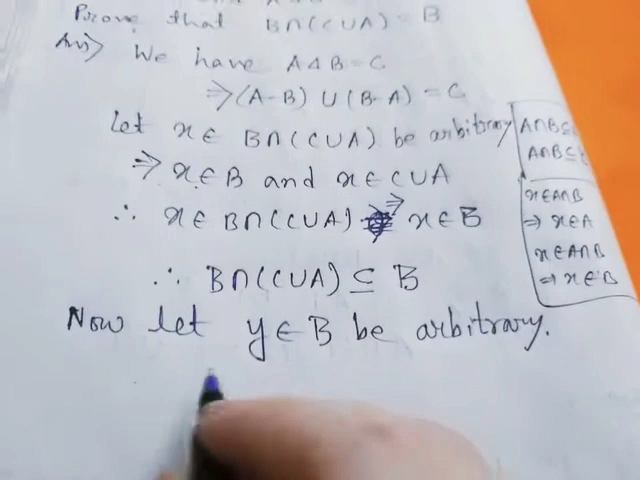 Prove that B∩(C∪A) = B
Ans) We have A∆B = C
⇒ (A-B) ∪ (B-A) = C
Let x ∈ B∩(C∪A) be arbitrary
⇒ x ∈ B and x ∈ C∪A
∴ x ∈ B∩(C∪A) ⇒ x ∈ B
∴ B∩(C∪A) ⊆ B
Now let y ∈ B be arbitrary.
A∩B ⊆
A∩B ⊆
x ∈ A∩B
⇒ x ∈ A
x ∈ A∩B
⇒ x ∈ B